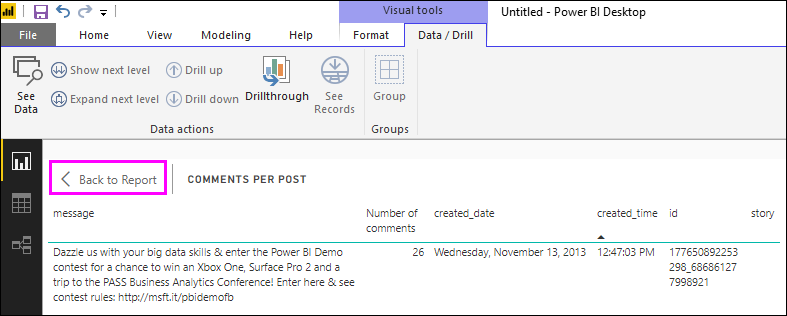 Visual tools
Untitled - Power BI Desktop
File Home View Modeling Help Format Data / Drill
See Data
Show next level
Expand next level
Drill up
Drill down
Drillthrough
See Records
Group
Data actions
Groups
Back to Report
COMMENTS PER POST
message
Number of
comments
created_date
created_time
id
story
Dazzle us with your big data skills & enter the Power BI Demo
contest for a chance to win an Xbox One, Surface Pro 2 and a
trip to the PASS Business Analytics Conference! Enter here & see
contest rules: http://msft.it/pbidemofb
26
Wednesday, November 13, 2013
12:47:03 PM
177650892253
298_68686127
7998921